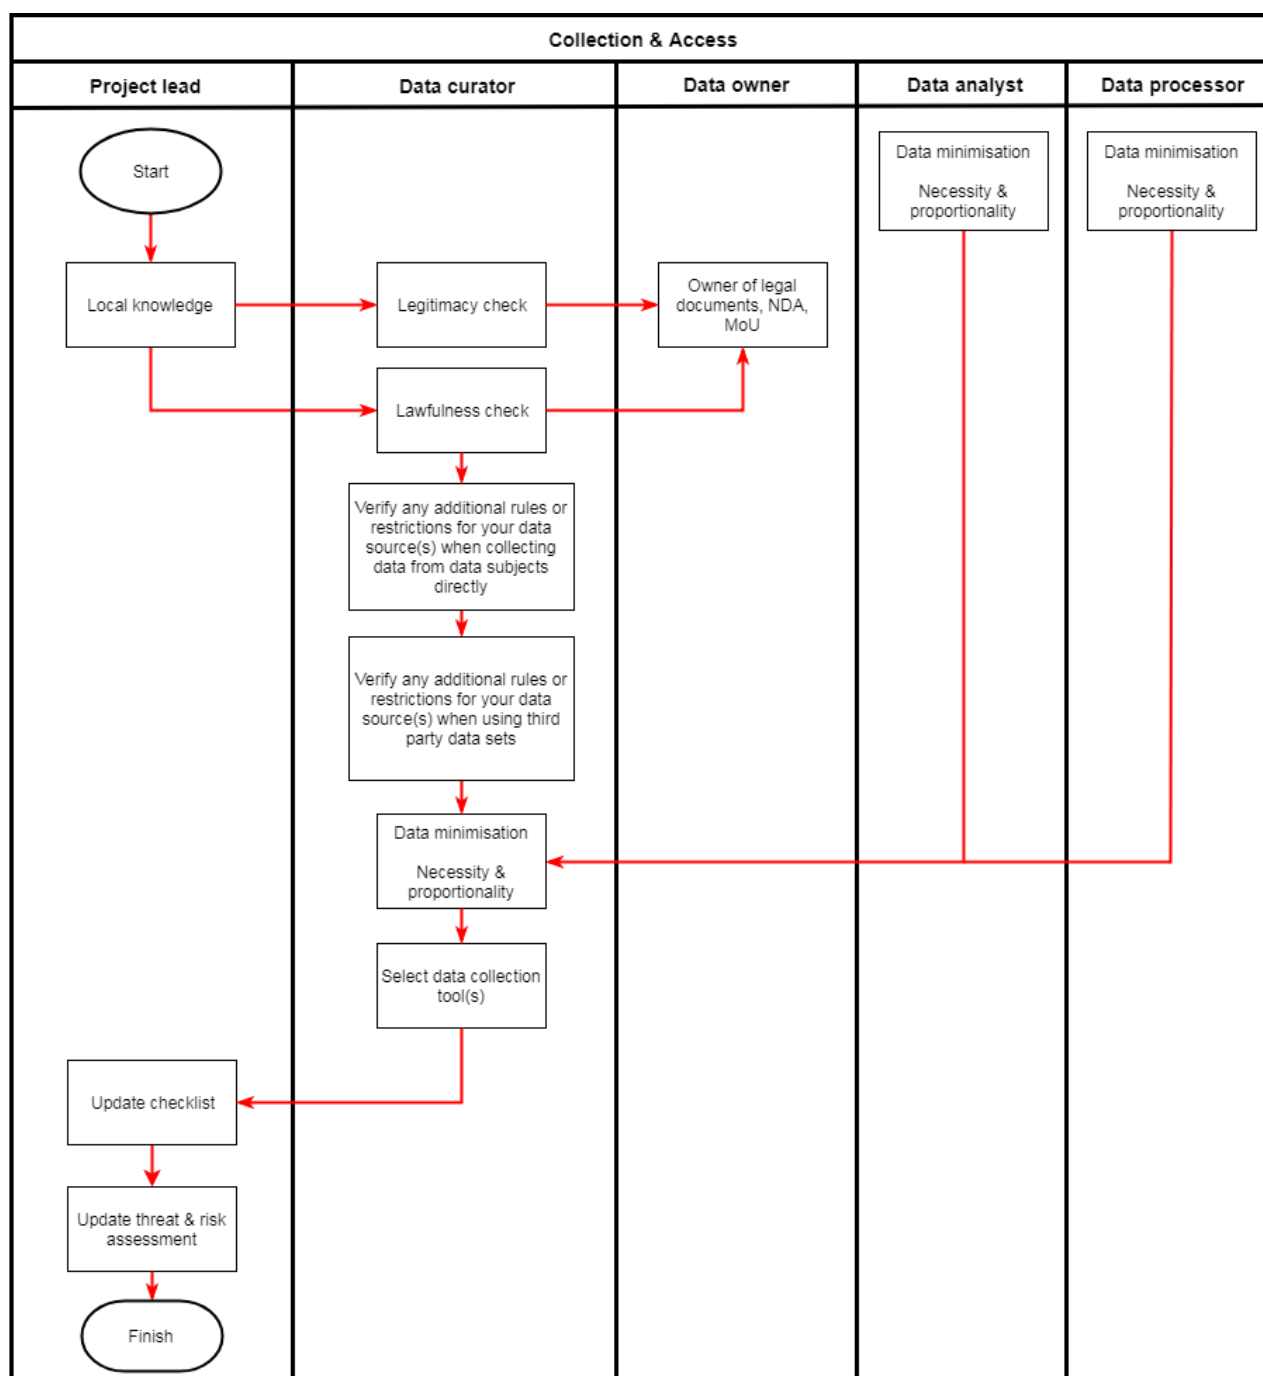 Collection & Access
Project lead
Data curator
Data owner
Data analyst
Data processor
Start
Data minimisation
Necessity &
proportionality
Data minimisation
Necessity &
proportionality
Local knowledge
Legitimacy check
Owner of legal
documents, NDA,
MoU
Lawfulness check
Verify any additional rules or
restrictions for your data
source(s) when collecting
data from data subjects
directly
Verify any additional rules or
restrictions for your data
source(s) when using third
party data sets
Data minimisation
Necessity &
proportionality
Select data collection
tool(s)
Update checklist
Update threat & risk
assessment
Finish